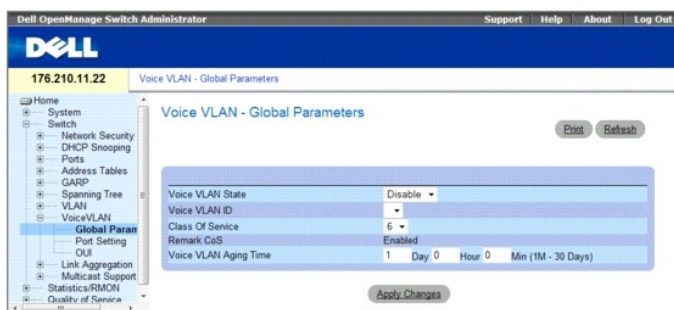 Dell OpenManage Switch Administrator Support Help About Log Out
DELL
176.210.11.22 Voice VLAN - Global Parameters
Home
System
Switch
Network Security
DHCP Snooping
Ports
Address Tables
GARP
Spanning Tree
VLAN
VoiceVLAN
Global Param
Port Setting
OUI
Link Aggregation
Multicast Support
Statistics/RMON
Quality of Service
Voice VLAN - Global Parameters
Print Refresh
Voice VLAN State Disable
Voice VLAN ID
Class Of Service 6
Remark CoS Enabled
Voice VLAN Aging Time 1 Day 0 Hour 0 Min (1M - 30 Days)
Apply Changes